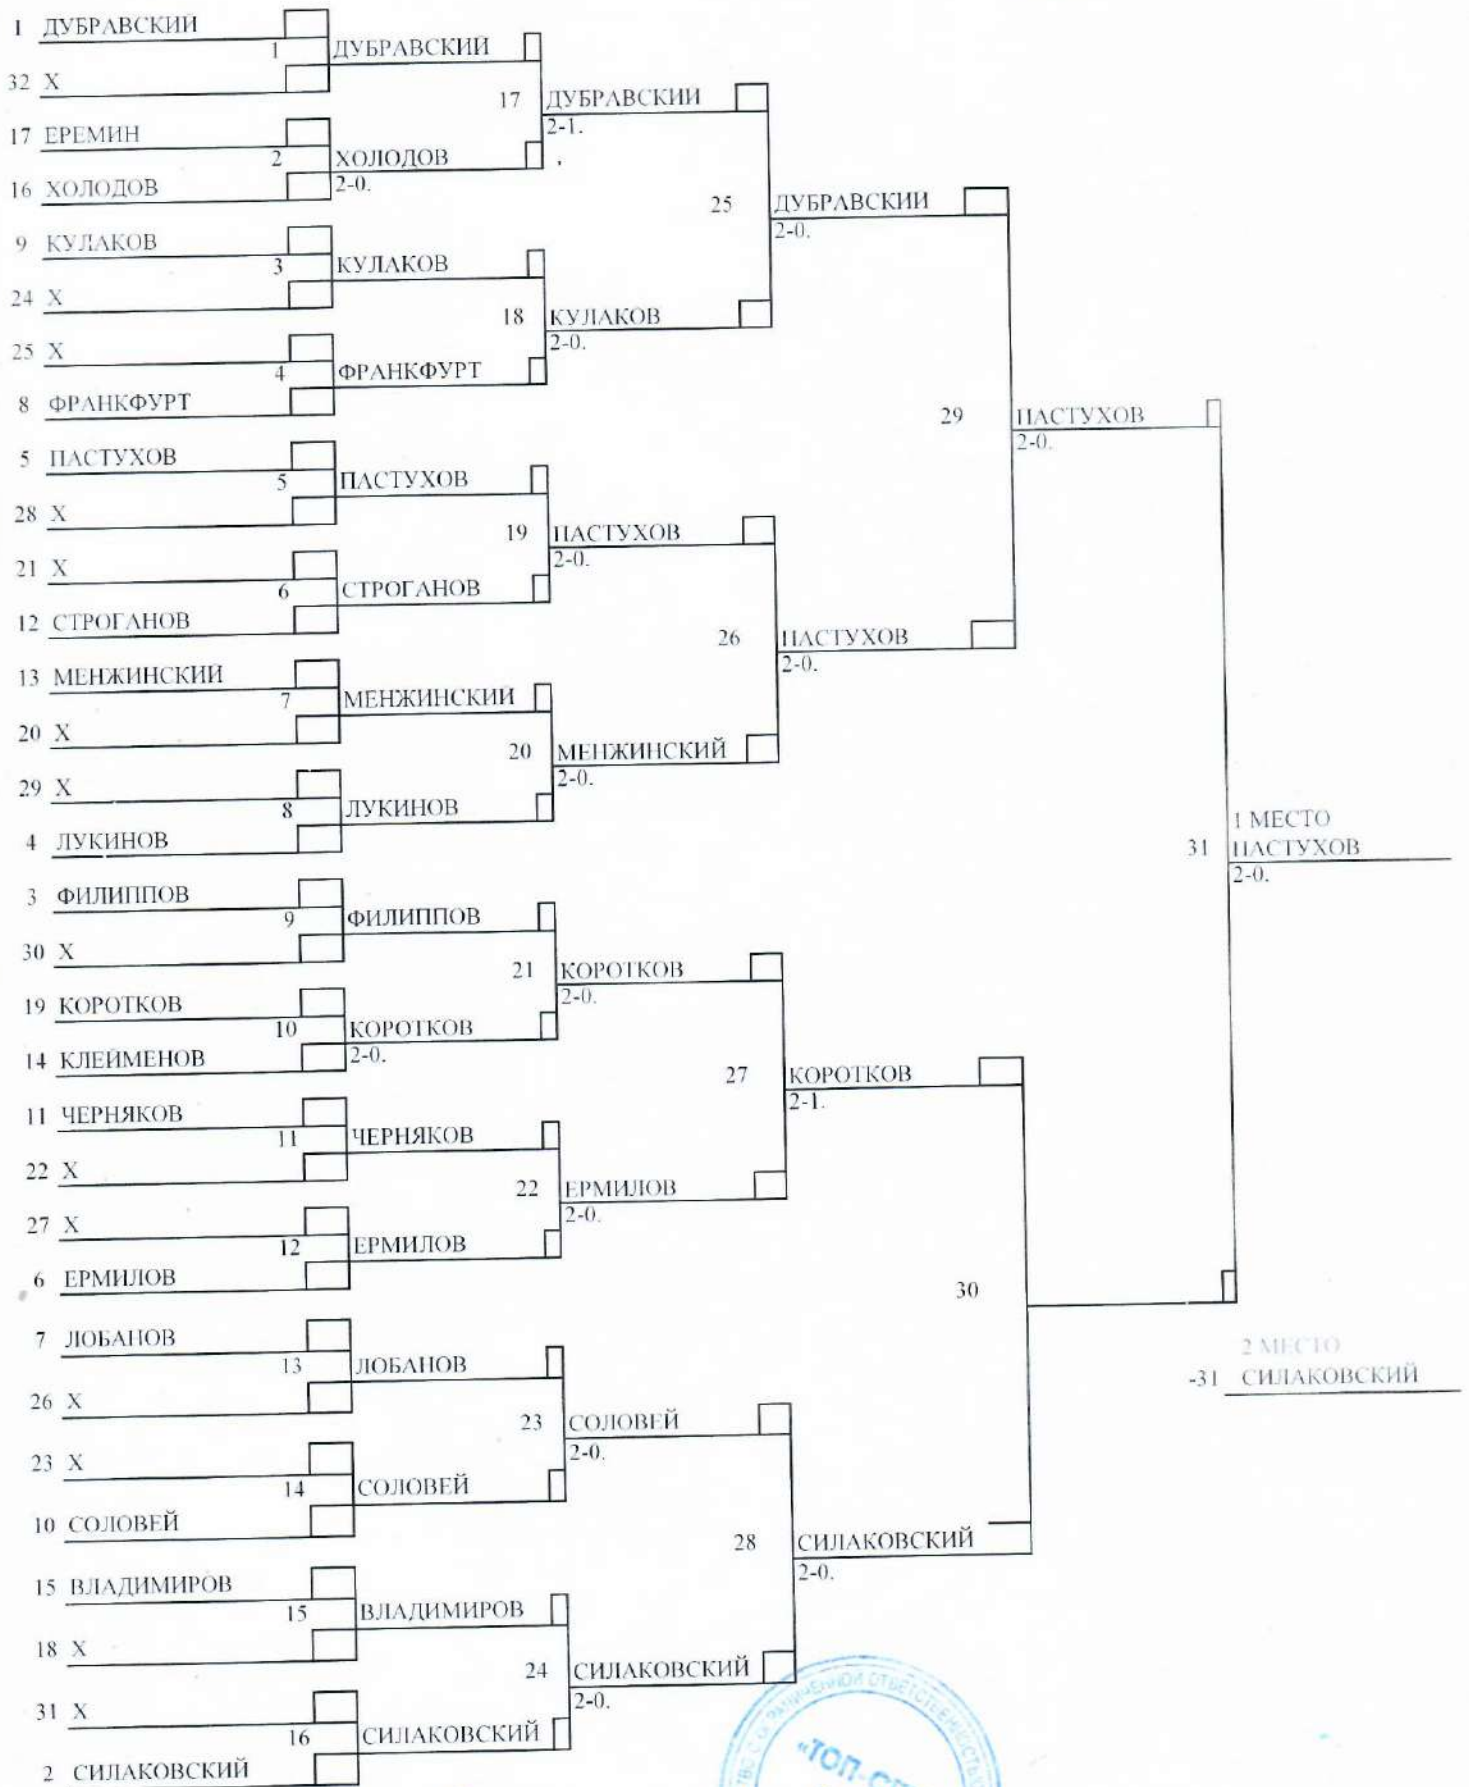 1 ДУБРАВСКИЙ
1
32 Х
ДУБРАВСКИЙ
17
17 ЕРЕМИН
2
16 ХОЛОДОВ
ХОЛОДОВ
2-0.
ДУБРАВСКИЙ
2-1.
25
9 КУЛАКОВ
3
24 Х
КУЛАКОВ
18
25 Х
4
8 ФРАНКФУРТ
ФРАНКФУРТ
КУЛАКОВ
2-0.
ДУБРАВСКИЙ
2-0.
29
5 ПАСТУХОВ
5
28 Х
ПАСТУХОВ
19
21 Х
6
12 СТРОГАНОВ
СТРОГАНОВ
ПАСТУХОВ
2-0.
26
13 МЕНЖИНСКИЙ
7
20 Х
МЕНЖИНСКИЙ
20
29 Х
8
4 ЛУКИНОВ
ЛУКИНОВ
МЕНЖИНСКИЙ
2-0.
ПАСТУХОВ
2-0.
ПАСТУХОВ
2-0.
31
1 МЕСТО
ПАСТУХОВ
2-0.
3 ФИЛИППОВ
9
30 Х
ФИЛИППОВ
21
19 КОРОТКОВ
10
14 КЛЕЙМЕНОВ
КОРОТКОВ
2-0.
КОРОТКОВ
2-0.
27
11 ЧЕРНЯКОВ
11
22 Х
ЧЕРНЯКОВ
22
27 Х
12
6 ЕРМИЛОВ
ЕРМИЛОВ
ЕРМИЛОВ
2-0.
КОРОТКОВ
2-1.
30
7 ЛОБАНОВ
13
26 Х
ЛОБАНОВ
23
23 Х
14
10 СОЛОВЕЙ
СОЛОВЕЙ
СОЛОВЕЙ
2-0.
28
15 ВЛАДИМИРОВ
15
18 Х
ВЛАДИМИРОВ
24
31 Х
16
2 СИЛАКОВСКИЙ
СИЛАКОВСКИЙ
СИЛАКОВСКИЙ
2-0.
СИЛАКОВСКИЙ
2-0.
2 МЕСТО
-31 СИЛАКОВСКИЙ